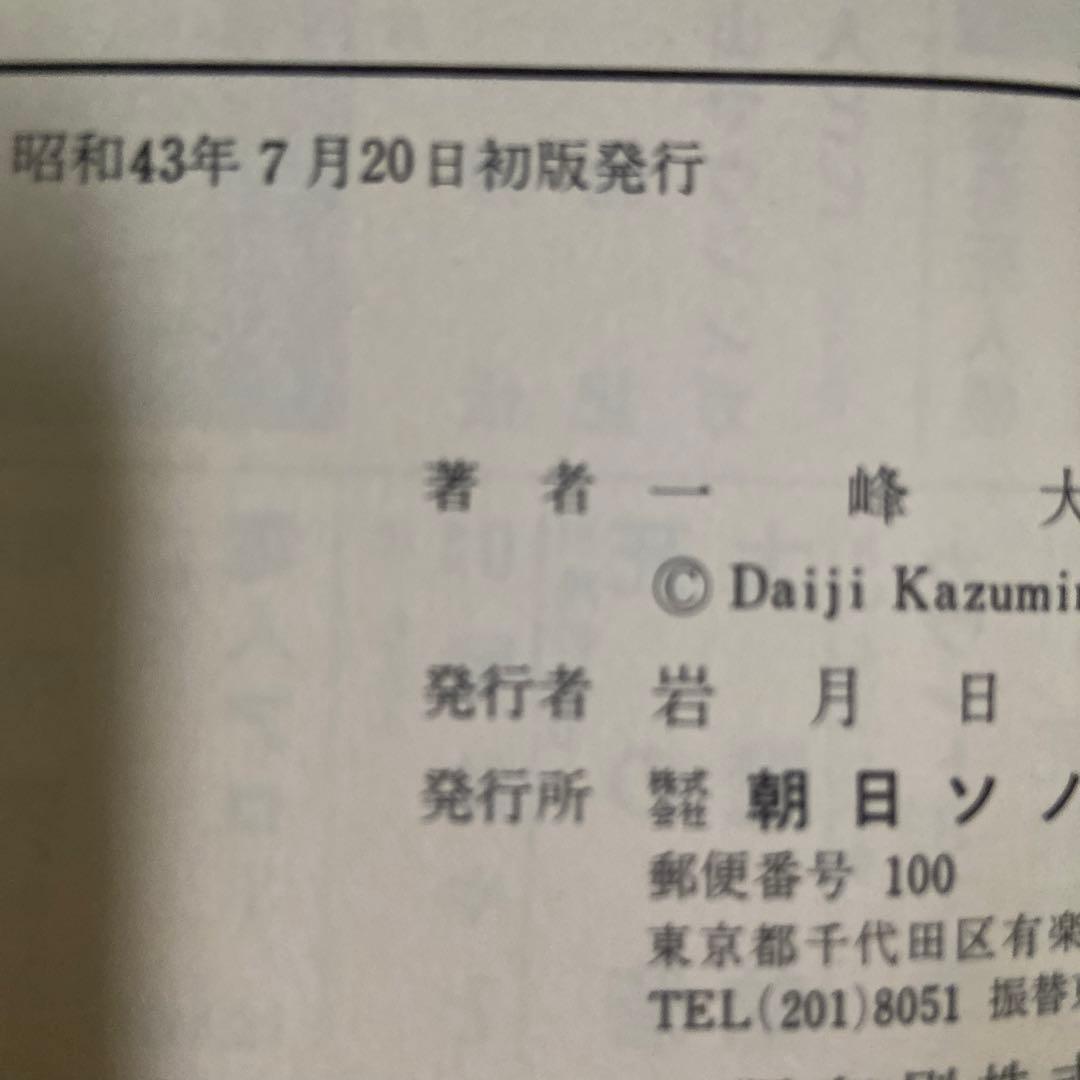 昭和43年7月20日初版発行
著者 一峰大
© Daiji Kazumin
発行者 岩月日
発行所 株式会社 朝日ソノ
郵便番号 100
東京都千代田区有楽
TEL(201)8051 振替